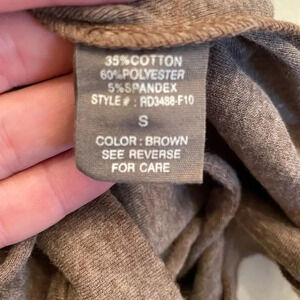 35%COTTON
60%POLYESTER
5%SPANDEX
STYLE # : RD3488-F10
S
COLOR: BROWN
SEE REVERSE
FOR CARE